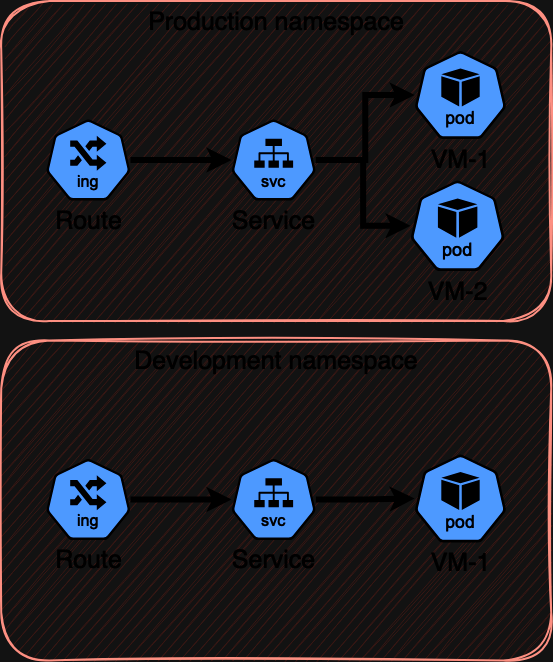 Production namespace
pod
VM-1
ing
Route
svc
Service
pod
VM-2
Development namespace
ing
Route
svc
Service
pod
VM-1